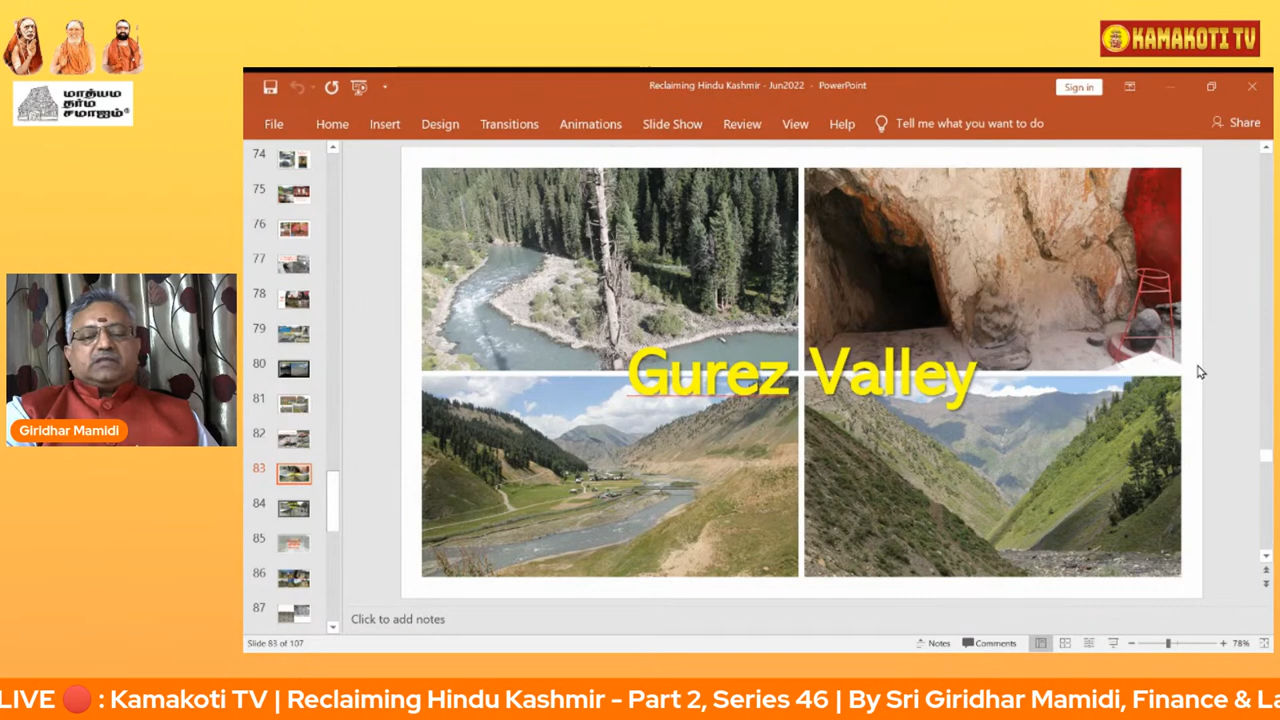 KAMAKOTI TV
மாத்யம
தர்ம
சமாஜம்®
Reclaiming Hindu Kashmir - Jun2022 - PowerPoint
Sign in
File Home Insert Design Transitions Animations Slide Show Review View Help Tell me what you want to do Share
74
75
76
77
78
79
80
81
82
83
84
85
86
87
Gurez Valley
Giridhar Mamidi
Click to add notes
Slide 83 of 107 Notes Comments 78%
LIVE 🔴 : Kamakoti TV | Reclaiming Hindu Kashmir - Part 2, Series 46 | By Sri Giridhar Mamidi, Finance & La